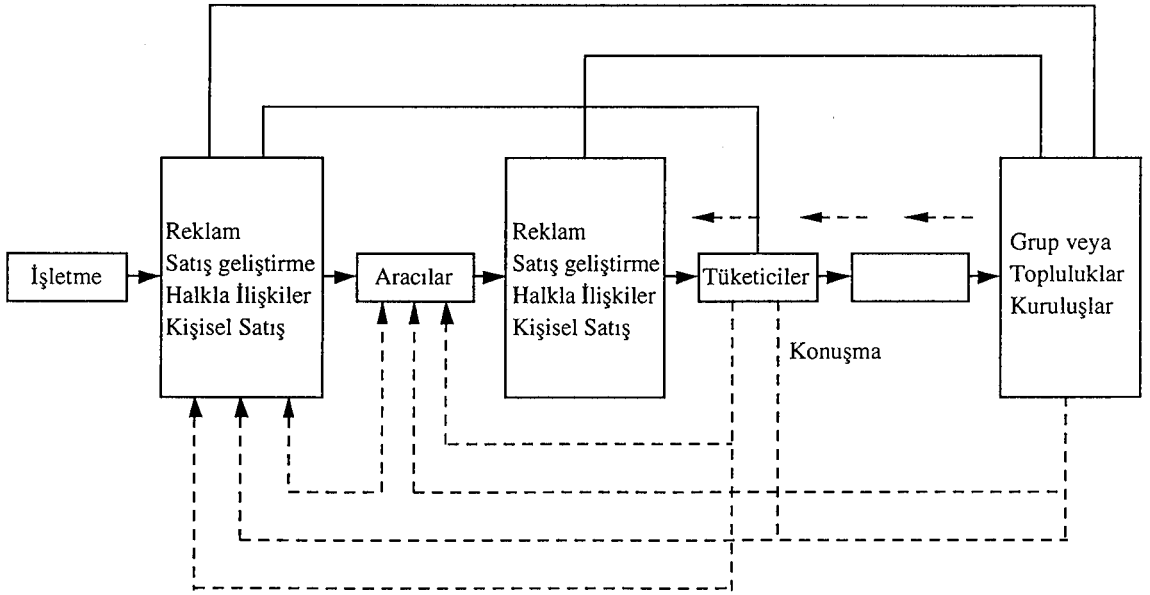 İşletme
Reklam
Satış geliştirme
Halkla İlişkiler
Kişisel Satış
Aracılar
Reklam
Satış geliştirme
Halkla İlişkiler
Kişisel Satış
Tüketiciler
Konuşma
Grup veya
Topluluklar
Kuruluşlar